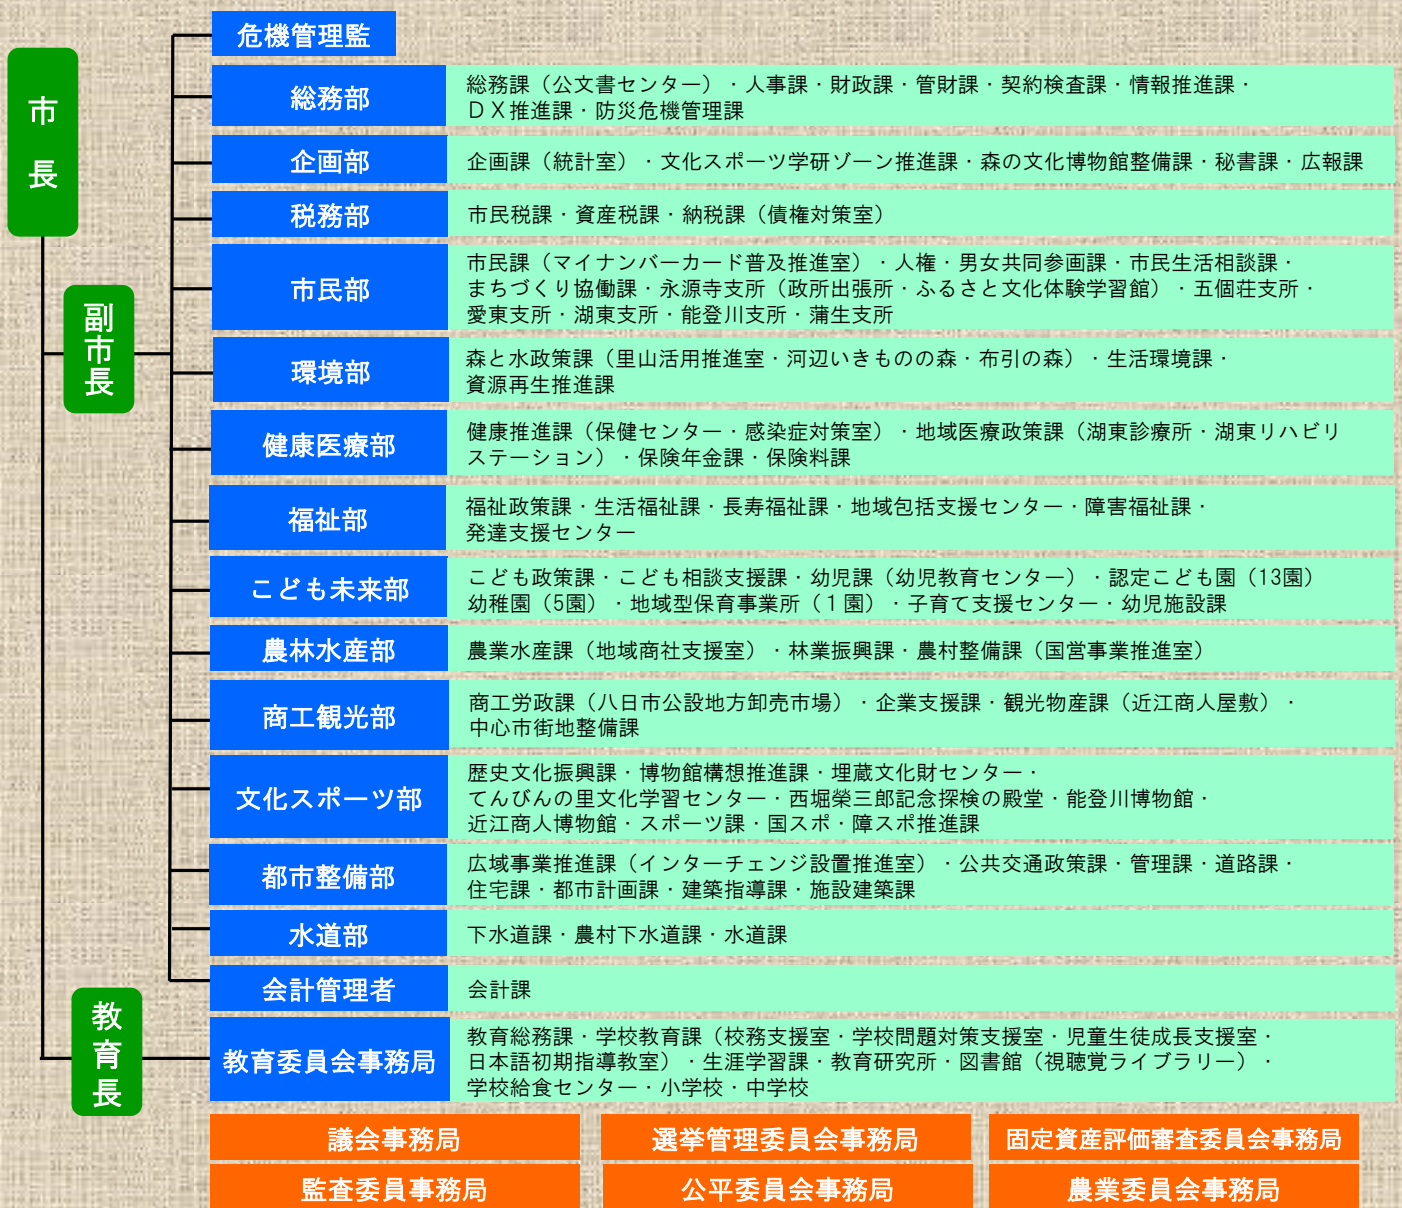 市長
副市長
教育長
危機管理監
総務部
総務課（公文書センター）・人事課・財政課・管財課・契約検査課・情報推進課・
ＤＸ推進課・防災危機管理課
企画部
企画課（統計室）・文化スポーツ学研ゾーン推進課・森の文化博物館整備課・秘書課・広報課
税務部
市民税課・資産税課・納税課（債権対策室）
市民部
市民課（マイナンバーカード普及推進室）・人権・男女共同参画課・市民生活相談課・
まちづくり協働課・永源寺支所（政所出張所・ふるさと文化体験学習館）・五個荘支所・
愛東支所・湖東支所・能登川支所・蒲生支所
環境部
森と水政策課（里山活用推進室・河辺いきものの森・布引の森）・生活環境課・
資源再生推進課
健康医療部
健康推進課（保健センター・感染症対策室）・地域医療政策課（湖東診療所・湖東リハビリ
ステーション）・保険年金課・保険料課
福祉部
福祉政策課・生活福祉課・長寿福祉課・地域包括支援センター・障害福祉課・
発達支援センター
こども未来部
こども政策課・こども相談支援課・幼児課（幼児教育センター）・認定こども園（13園）
幼稚園（5園）・地域型保育事業所（１園）・子育て支援センター・幼児施設課
農林水産部
農業水産課（地域商社支援室）・林業振興課・農村整備課（国営事業推進室）
商工観光部
商工労政課（八日市公設地方卸売市場）・企業支援課・観光物産課（近江商人屋敷）・
中心市街地整備課
文化スポーツ部
歴史文化振興課・博物館構想推進課・埋蔵文化財センター・
てんびんの里文化学習センター・西堀榮三郎記念探検の殿堂・能登川博物館・
近江商人博物館・スポーツ課・国スポ・障スポ推進課
都市整備部
広域事業推進課（インターチェンジ設置推進室）・公共交通政策課・管理課・道路課・
住宅課・都市計画課・建築指導課・施設建築課
水道部
下水道課・農村下水道課・水道課
会計管理者
会計課
教育委員会事務局
教育総務課・学校教育課（校務支援室・学校問題対策支援室・児童生徒成長支援室・
日本語初期指導教室）・生涯学習課・教育研究所・図書館（視聴覚ライブラリー）・
学校給食センター・小学校・中学校
議会事務局
選挙管理委員会事務局
固定資産評価審査委員会事務局
監査委員事務局
公平委員会事務局
農業委員会事務局